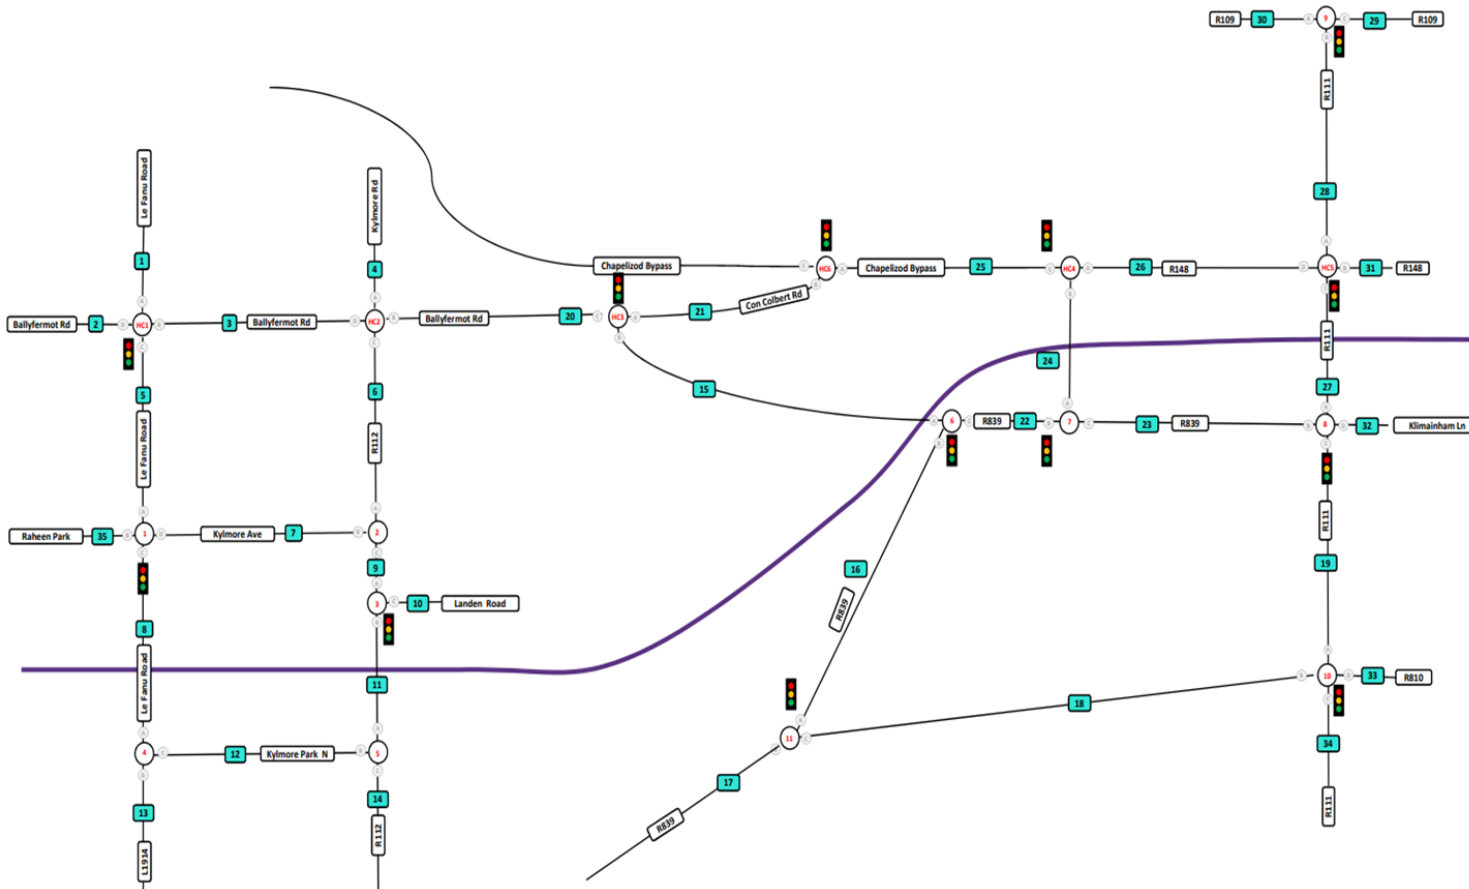 R109 30 A 9 C 29 R109
R111
Le Fanu Road
Kylmore Rd
28
1
4
Chapelizod Bypass
C HC6 A
Chapelizod Bypass
25
C HC4 B
26
R148
D HC5 B
31
R148
Ballyfermot Rd
2
D HC1 B
3
Ballyfermot Rd
D HC2 B
Ballyfermot Rd
20
C HC3 A
21
Con Colbert Rd
R111
24
5
6
15
27
Le Fanu Road
R112
A 6 C
R839
22
B 7 C
23
R839
8
32
Klimainham Ln
R111
Raheen Park
35
B 1 D
Kylmore Ave
7
B 2
9
19
16
3 C
10
Landen Road
R839
8
Le Fanu Road
11
10
33
R810
18
11 C
34
4 C
12
Kylmore Park N
B 5
17
13
14
R839
R111
L1914
R112